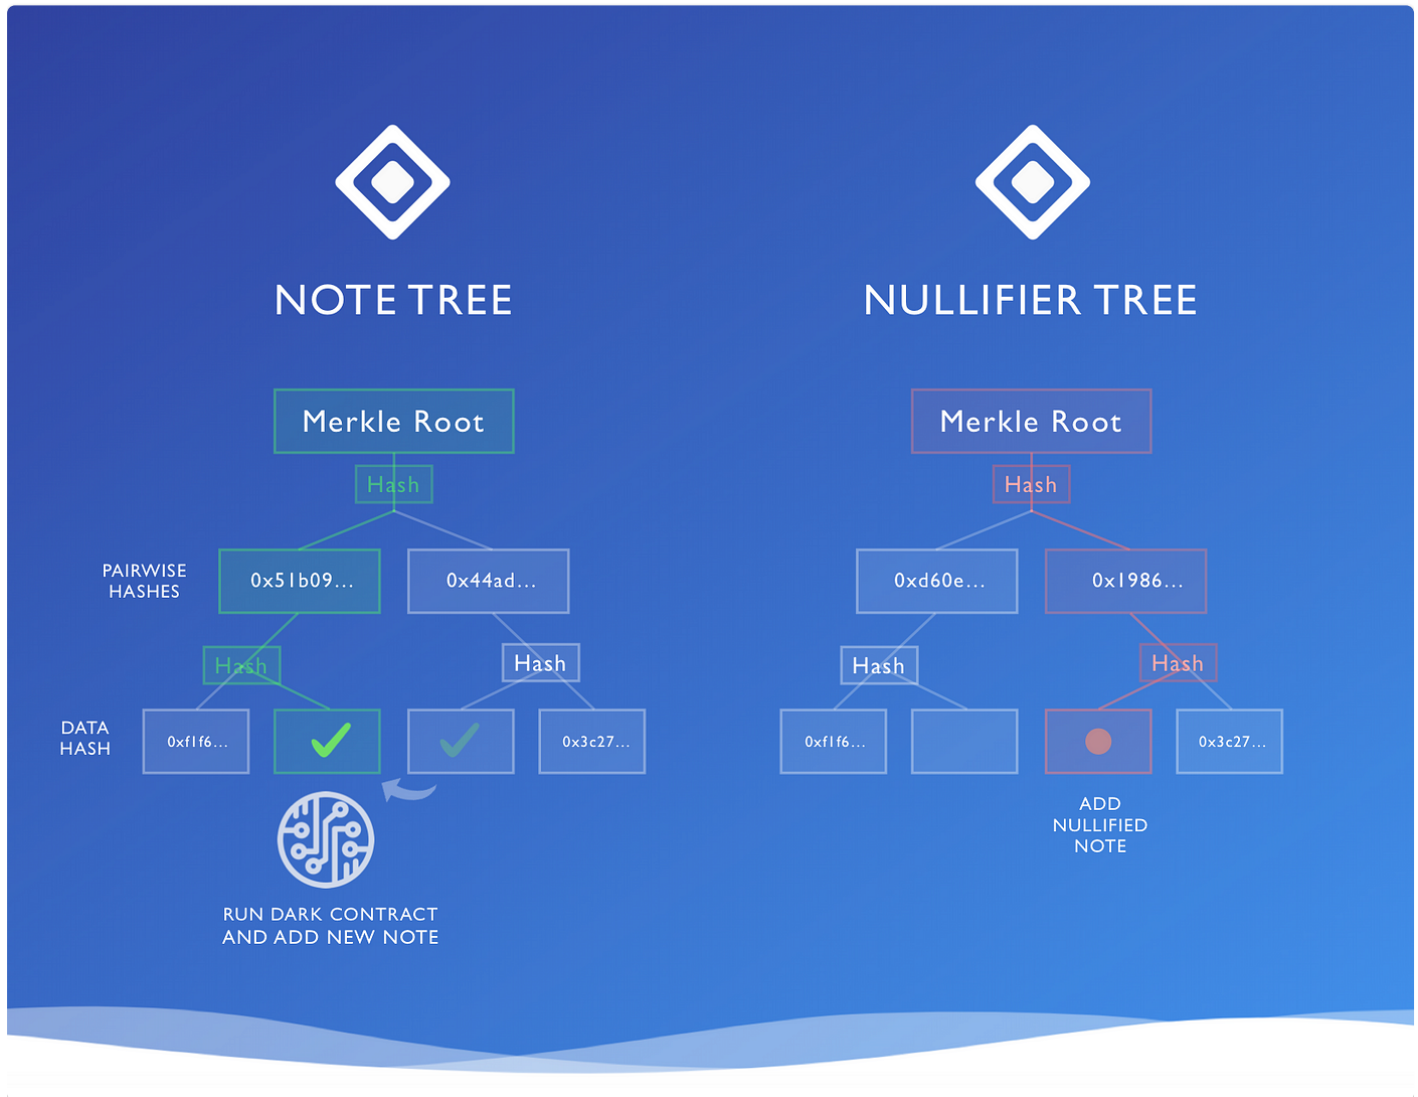 NOTE TREE
NULLIFIER TREE
Merkle Root
Merkle Root
Hash
Hash
PAIRWISE
HASHES
0x51b09...
0x44ad...
0xd60e...
0x1986...
Hash
Hash
Hash
Hash
DATA
HASH
0xf1f6...
0x3c27...
0xf1f6...
0x3c27...
ADD
NULLIFIED
NOTE
RUN DARK CONTRACT
AND ADD NEW NOTE